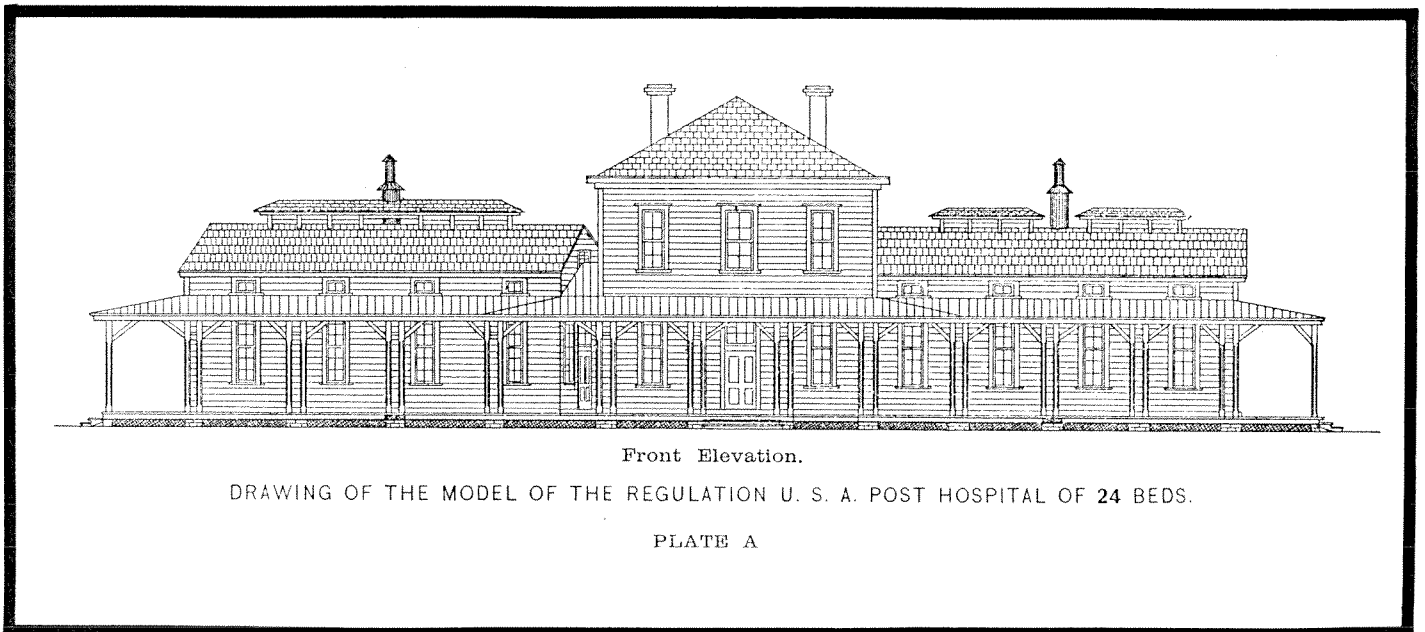 Front Elevation.
DRAWING OF THE MODEL OF THE REGULATION U. S. A. POST HOSPITAL OF 24 BEDS.
PLATE A